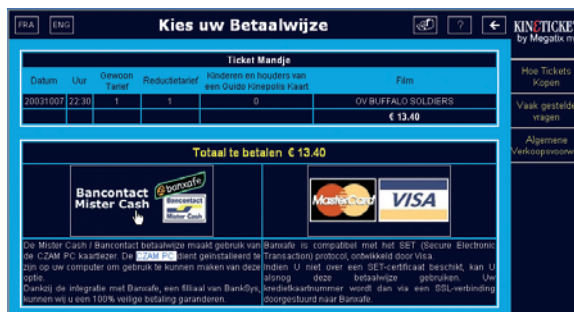 FRA ENG Kies uw Betaalwijze ? KINETICKET
by Megatix
Ticket Mandje
Datum Uur Gewoon Tarief Reductietarief Kinderen en houders van een Ouido Kinepolis Kaart Film
20031007 22:30 1 1 0 OV BUFFALO SOLDIERS
€ 13.40
Hoe Tickets
Kopen
Vaak gestelde
vragen
Algemene
Verkoopsvoorw
Totaal te betalen € 13.40
Bancontact
Mister Cash
banxafe
Bancontact
Mister Cash
MasterCard
VISA
De Mister Cash / Bancontact betaalwijze maakt gebruik van
de CZAM PC kaartlezer. De CZAM PC dient geinstalleerd te
zijn op uw computer om gebruik te kunnen maken van deze
optie.
Dankzij de integratie met Banxafe, een filiaal van BankSys,
kunnen wij u een 100% veilige betaling garanderen.
Banxafe is compatibel met het SET (Secure Electronic
Transaction) protocol, ontwikkeld door Visa.
Indien U niet over een SET-certificaat beschikt, kan U
alsnog deze betaalwijze gebruiken. Uw
kredietkaartnummer wordt dan via een SSL-verbinding
doorgestuurd naar Banxafe.